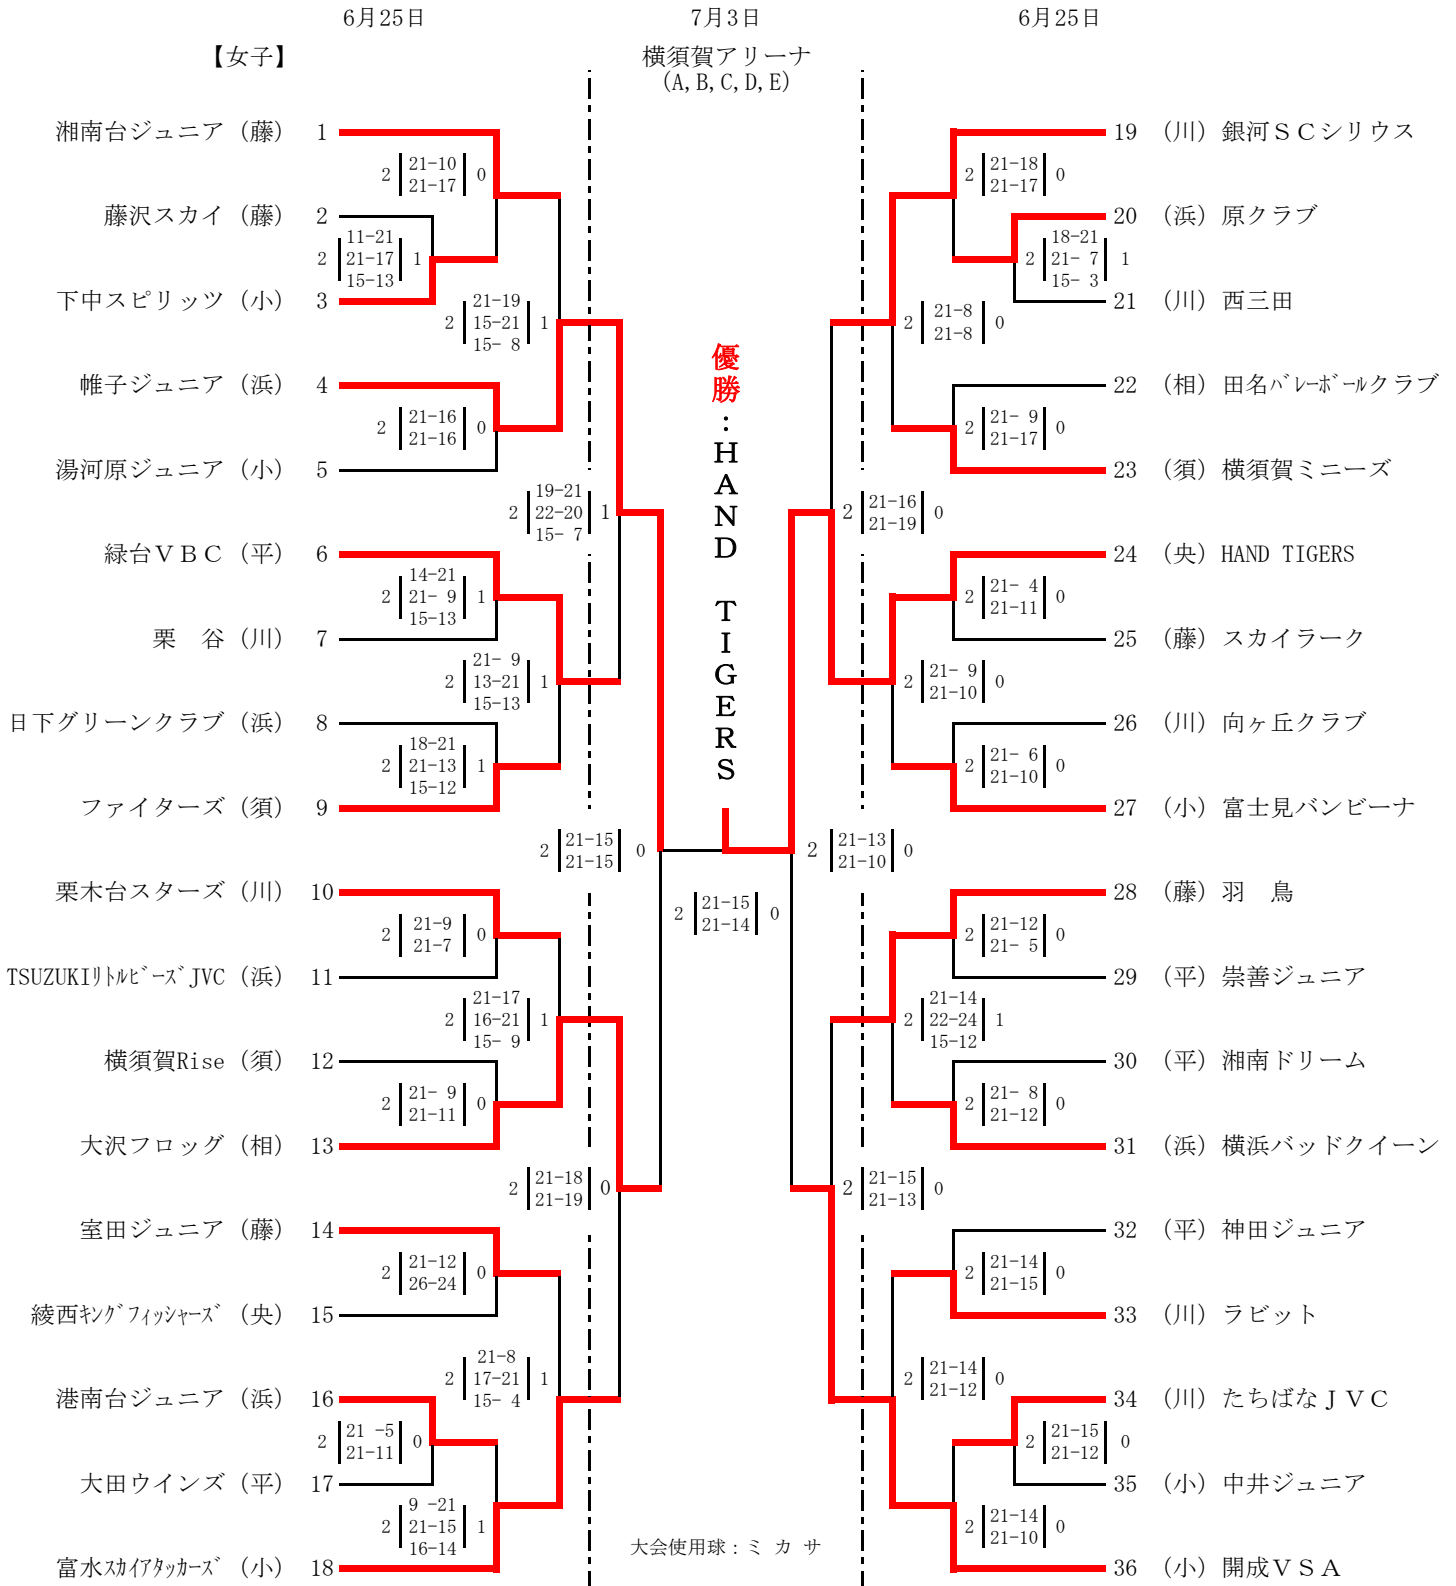 6月25日
7月3日
6月25日
【女子】
横須賀アリーナ
(A,B,C,D,E)
湘南台ジュニア (藤) 1
2 21-10 0
21-17
藤沢スカイ (藤) 2
11-21
2 21-17 1
15-13
下中スピリッツ (小) 3
21-19
2 15-21 1
15- 8
帷子ジュニア (浜) 4
2 21-16 0
21-16
湯河原ジュニア (小) 5
19-21
2 22-20 1
15- 7
緑台VBC (平) 6
14-21
2 21- 9 1
15-13
栗　谷 (川) 7
21- 9
2 13-21 1
15-13
日下グリーンクラブ (浜) 8
18-21
2 21-13 1
15-12
ファイターズ (須) 9
2 21-15 0
21-15
栗木台スターズ (川) 10
2 21-9 0
21-7
TSUZUKIリトルビーズJVC (浜) 11
21-17
2 16-21 1
15- 9
横須賀Rise (須) 12
2 21- 9 0
21-11
大沢フロッグ (相) 13
2 21-18 0
21-19
室田ジュニア (藤) 14
2 21-12 0
26-24
綾西キングフィッシャーズ (央) 15
21-8
2 17-21 1
15- 4
港南台ジュニア (浜) 16
2 21 -5 0
21-11
大田ウインズ (平) 17
9 -21
2 21-15 1
16-14
富水スカイアタッカーズ (小) 18
優勝：HAND TIGERS
2 21-15 0
21-14
大会使用球：ミ カ サ
19 (川) 銀河SCシリウス
2 21-18 0
21-17
20 (浜) 原クラブ
18-21
2 21- 7 1
15- 3
21 (川) 西三田
2 21-8 0
21-8
22 (相) 田名バレーボールクラブ
2 21- 9 0
21-17
23 (須) 横須賀ミニーズ
2 21-16 0
21-19
24 (央) HAND TIGERS
2 21- 4 0
21-11
25 (藤) スカイラーク
2 21- 9 0
21-10
26 (川) 向ヶ丘クラブ
2 21- 6 0
21-10
27 (小) 富士見バンビーナ
2 21-13 0
21-10
28 (藤) 羽　鳥
2 21-12 0
21- 5
29 (平) 崇善ジュニア
21-14
2 22-24 1
15-12
30 (平) 湘南ドリーム
2 21- 8 0
21-12
31 (浜) 横浜バッドクイーン
2 21-15 0
21-13
32 (平) 神田ジュニア
2 21-14 0
21-15
33 (川) ラビット
2 21-14 0
21-12
34 (川) たちばなJVC
2 21-15 0
21-12
35 (小) 中井ジュニア
2 21-14 0
21-10
36 (小) 開成VSA